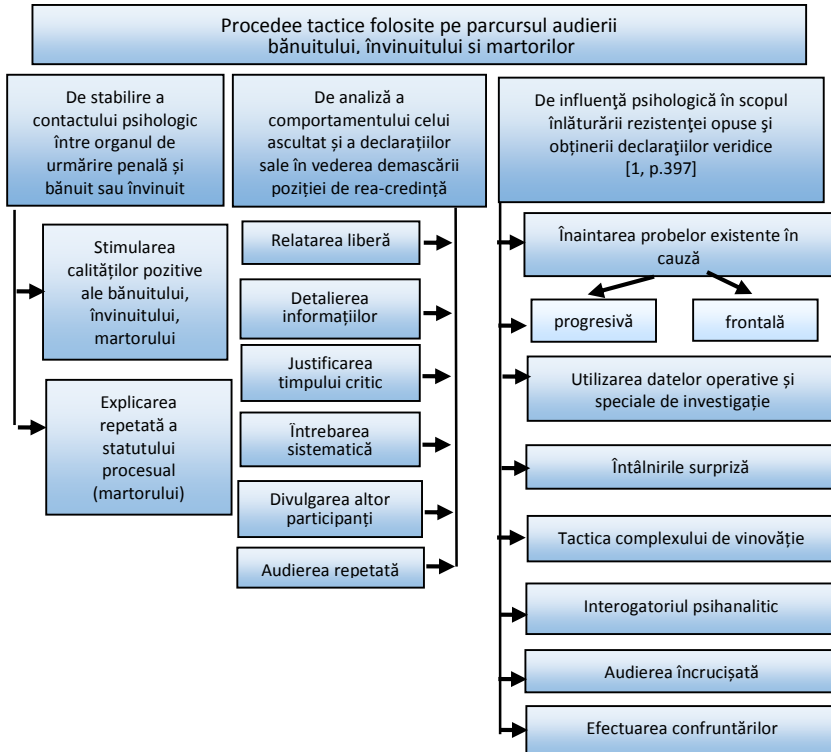 Procedee tactice folosite pe parcursul audierii
bănuitului, învinuitului si martorilor
De stabilire a
contactului psihologic
între organul de
urmărire penală și
bănuit sau învinuit
Stimularea
calităților pozitive
ale bănuitului,
învinuitului,
martorului
Explicarea
repetată a
statutului
procesual
(martorului)
De analiză a
comportamentului celui
ascultat și a declarațiilor
sale în vederea demascării
poziției de rea-credință
Relatarea liberă
Detalierea
informațiilor
Justificarea
timpului critic
Întrebarea
sistematică
Divulgarea altor
participanți
Audierea repetată
De influenţă psihologică în scopul
înlăturării rezistenţei opuse şi
obținerii declaraţiilor veridice
[1, p.397]
Înaintarea probelor existente în
cauză
progresivă
frontală
Utilizarea datelor operative și
speciale de investigație
Întâlnirile surpriză
Tactica complexului de vinovăție
Interogatoriul psihanalitic
Audierea încrucișată
Efectuarea confruntărilor